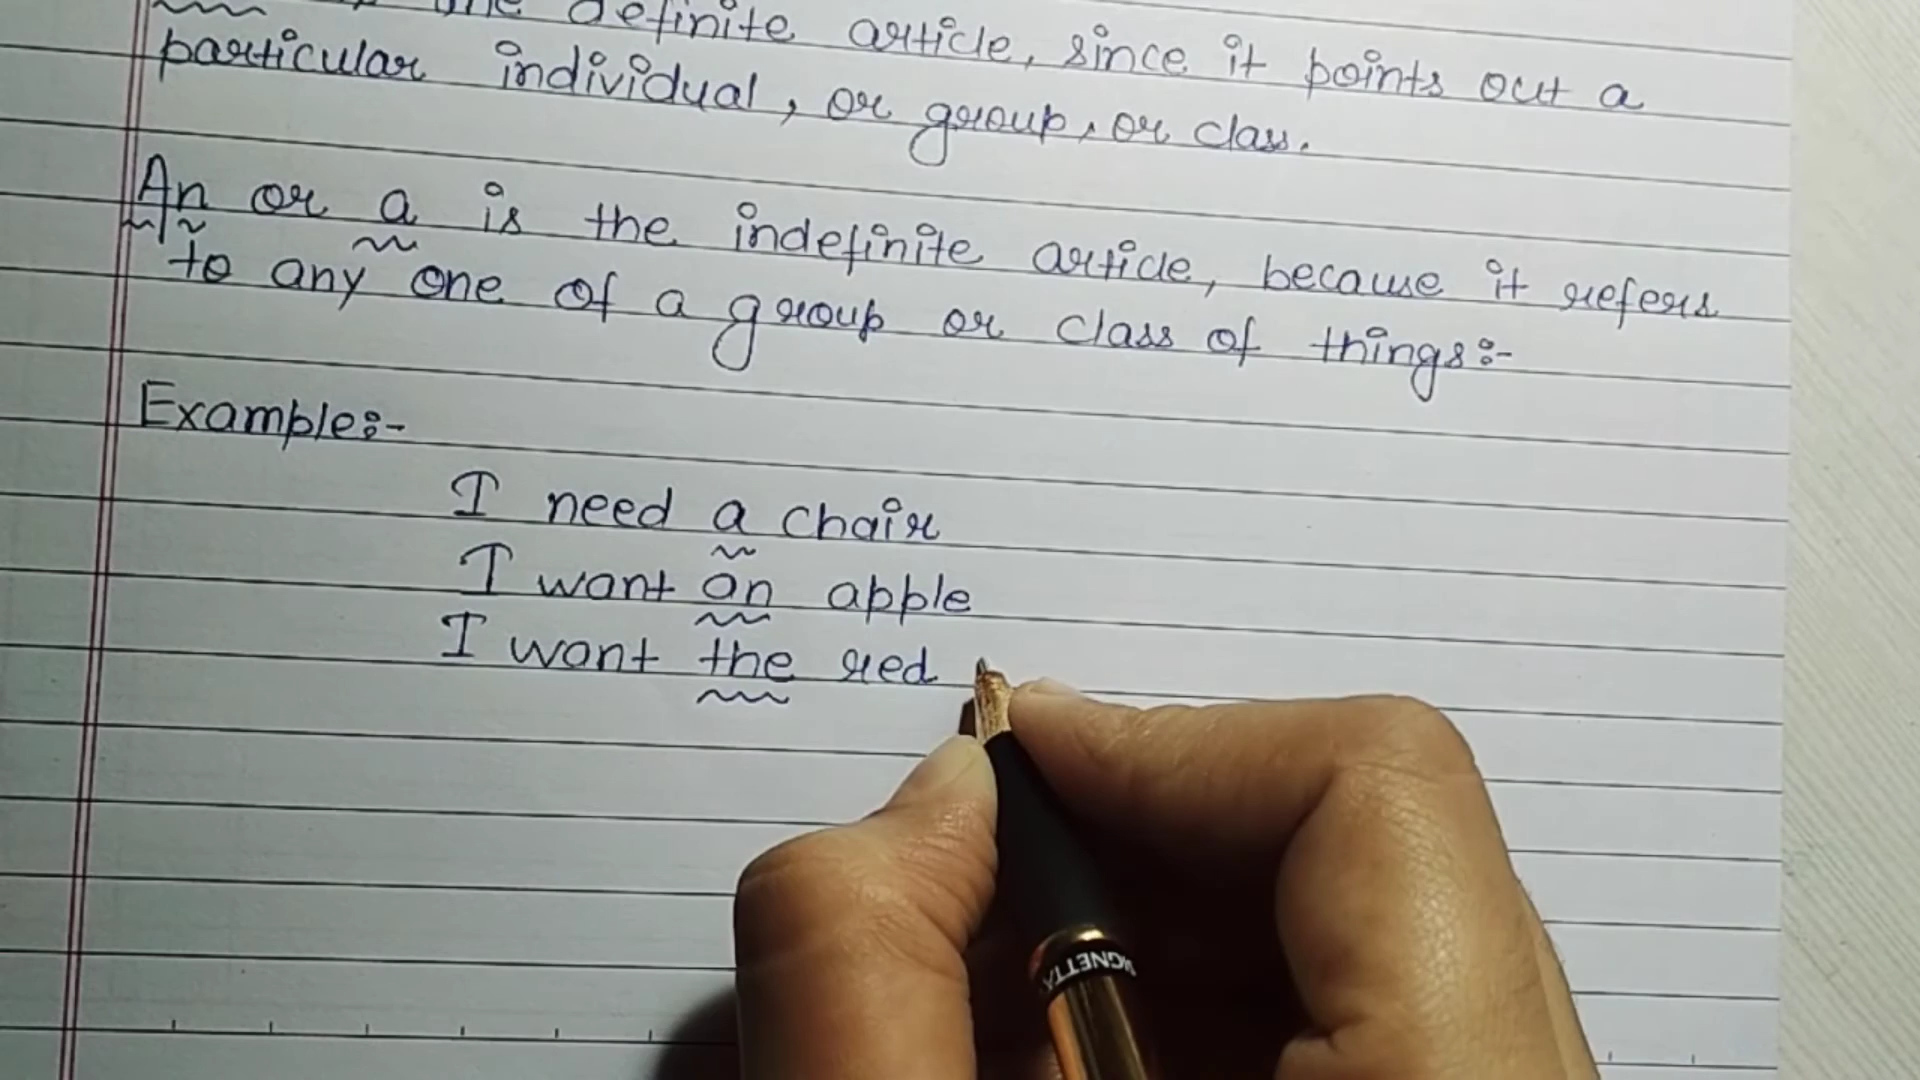 the definite article, since it points out a
particular individual, or group, or class.
An or a is the indefinite article, because it refers
to any one of a group or class of things:-
Example:-
I need a chair
I want an apple
I want the red